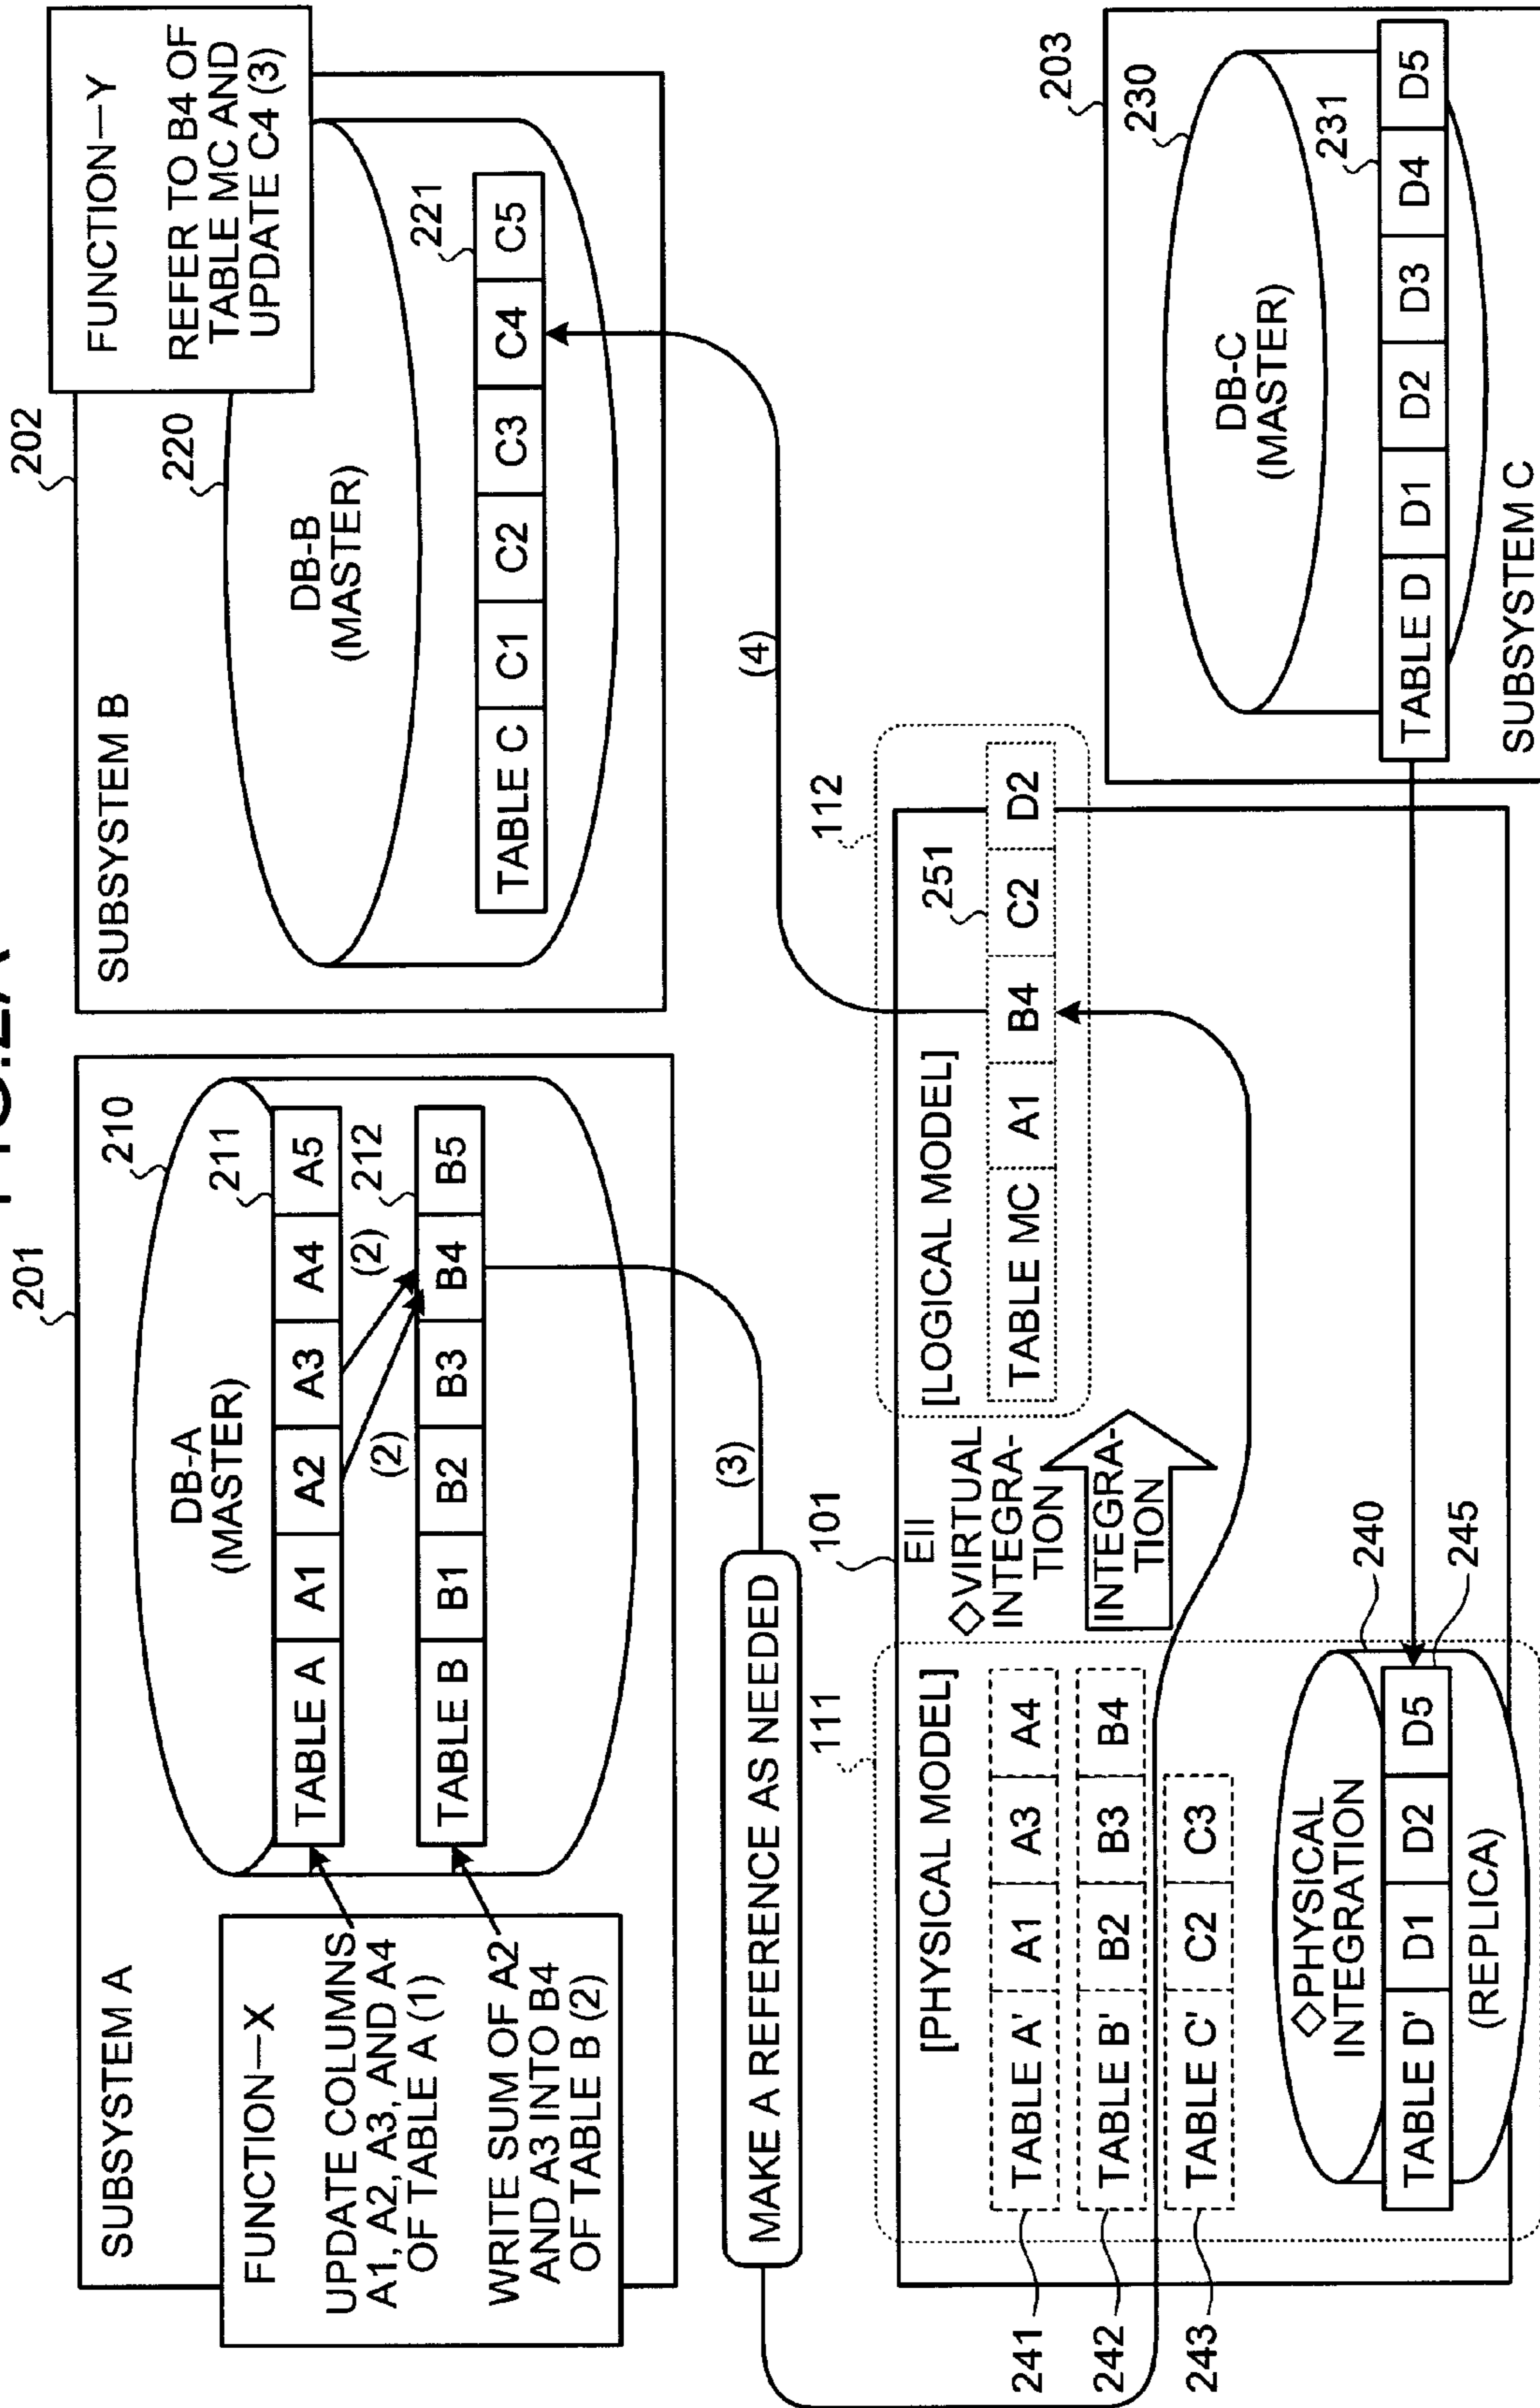 FIG.2A
201
SUBSYSTEM A
FUNCTION—X
UPDATE COLUMNS
A1, A2, A3, AND A4
OF TABLE A (1)
WRITE SUM OF A2
AND A3 INTO B4
OF TABLE B (2)
210
DB-A
(MASTER)
211
TABLE A A1 A2 A3 A4 A5
(2)
(2)
212
TABLE B B1 B2 B3 B4 B5
202
SUBSYSTEM B
FUNCTION—Y
REFER TO B4 OF
TABLE MC AND
UPDATE C4 (3)
220
DB-B
(MASTER)
221
TABLE C C1 C2 C3 C4 C5
(3)
(4)
MAKE A REFERENCE AS NEEDED
101
EII
◇VIRTUAL
INTEGRA-
TION
INTEGRA-
TION
111
[PHYSICAL MODEL]
241
TABLE A' A1 A3 A4
242
TABLE B' B2 B3 B4
243
TABLE C' C2 C3
◇PHYSICAL
INTEGRATION
240
245
TABLE D' D1 D2 D5
(REPLICA)
112
[LOGICAL MODEL]
251
TABLE MC A1 B4 C2 D2
203
230
DB-C
(MASTER)
231
TABLE D D1 D2 D3 D4 D5
SUBSYSTEM C